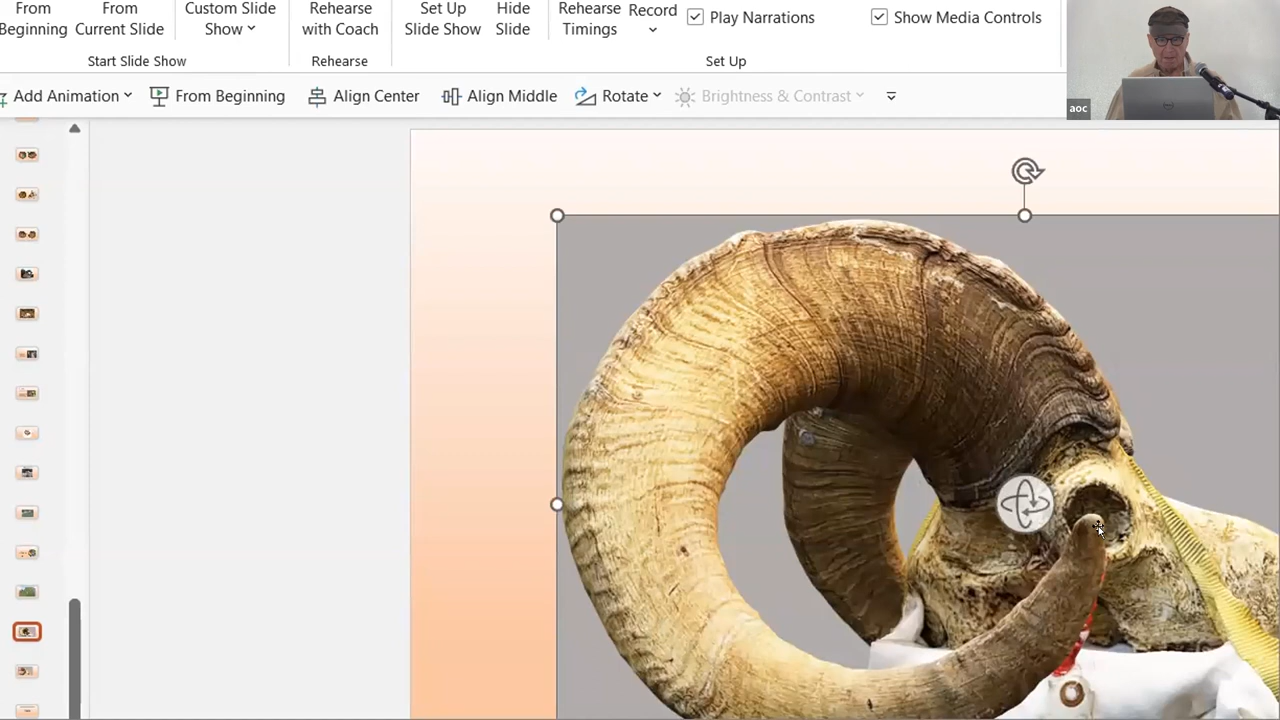 From
Beginning
From
Current Slide
Custom Slide
Show
Rehearse
with Coach
Set Up
Slide Show
Hide
Slide
Rehearse
Timings
Record
Play Narrations
Show Media Controls
Start Slide Show
Rehearse
Set Up
Add Animation
From Beginning
Align Center
Align Middle
Rotate
Brightness & Contrast
aoc